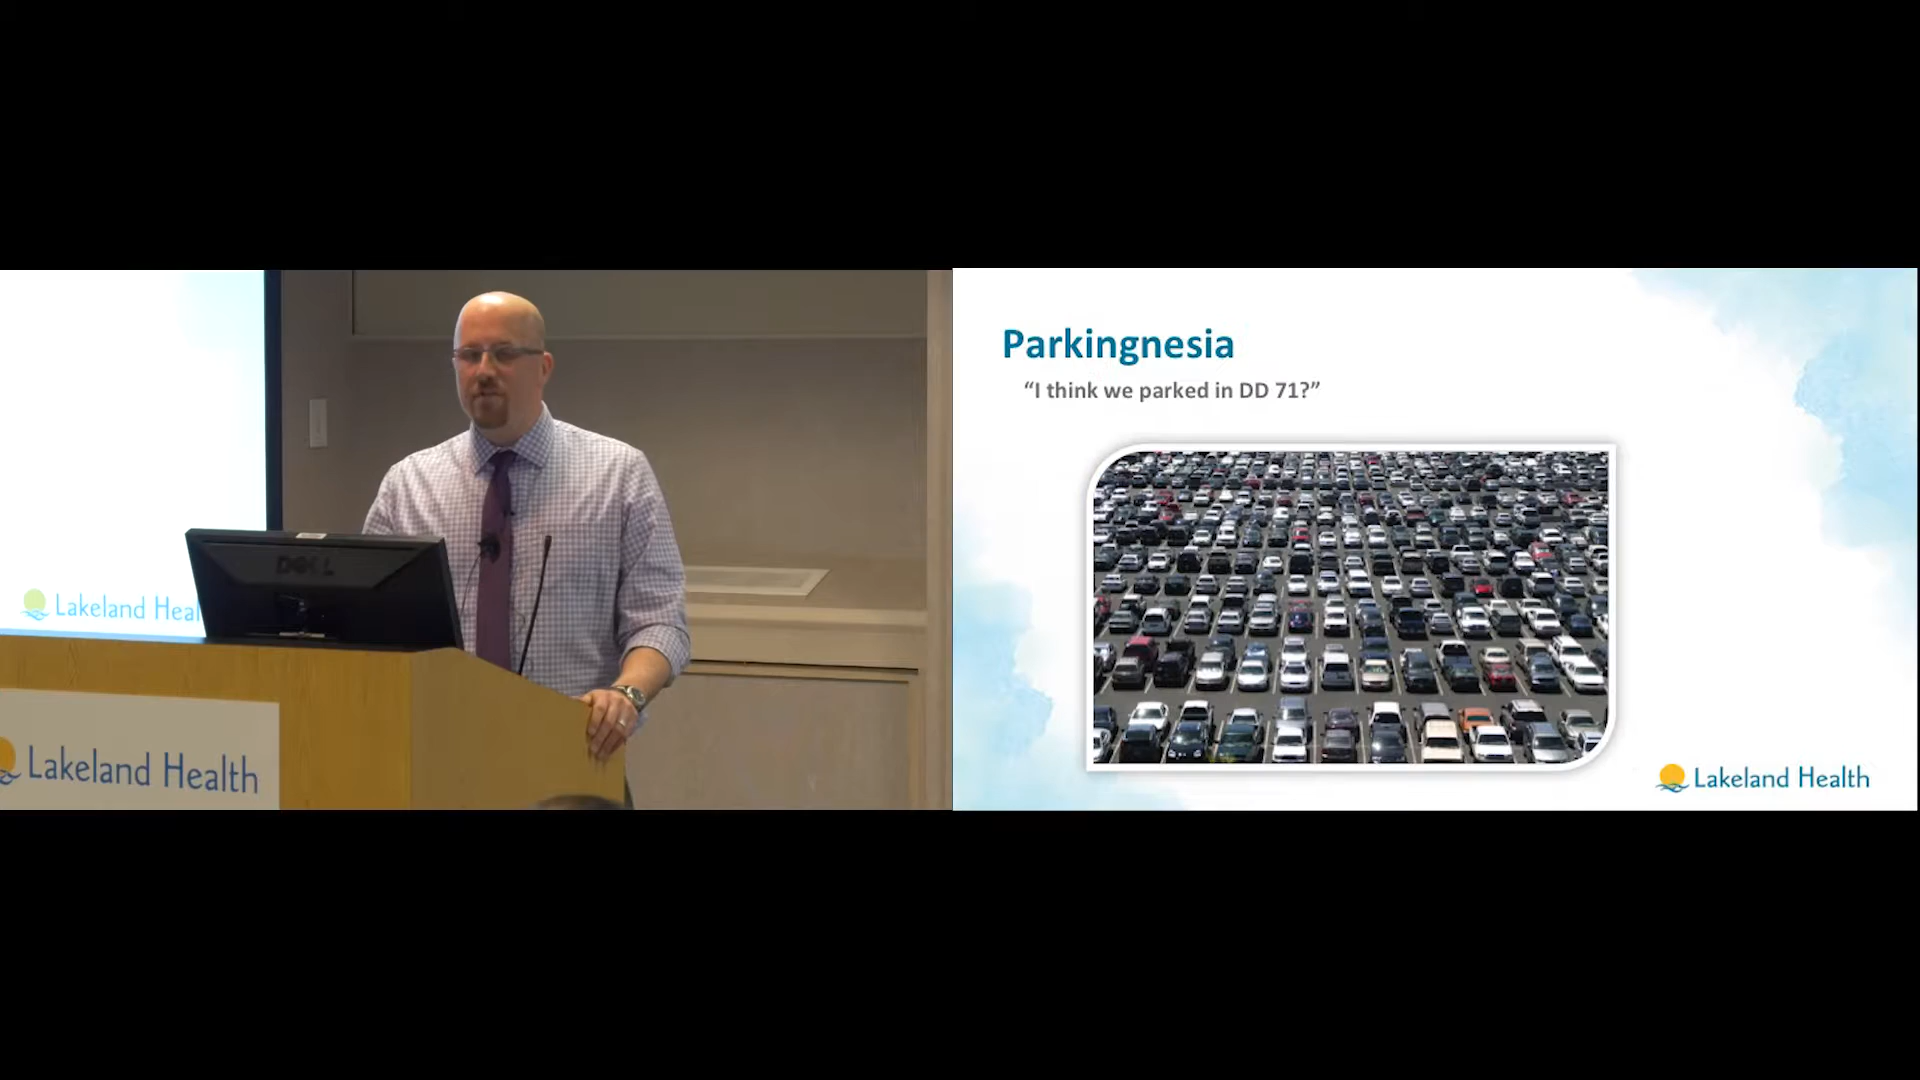 Lakeland Heal
DELL
Lakeland Health
Parkingnesia
“I think we parked in DD 71?”
Lakeland Health